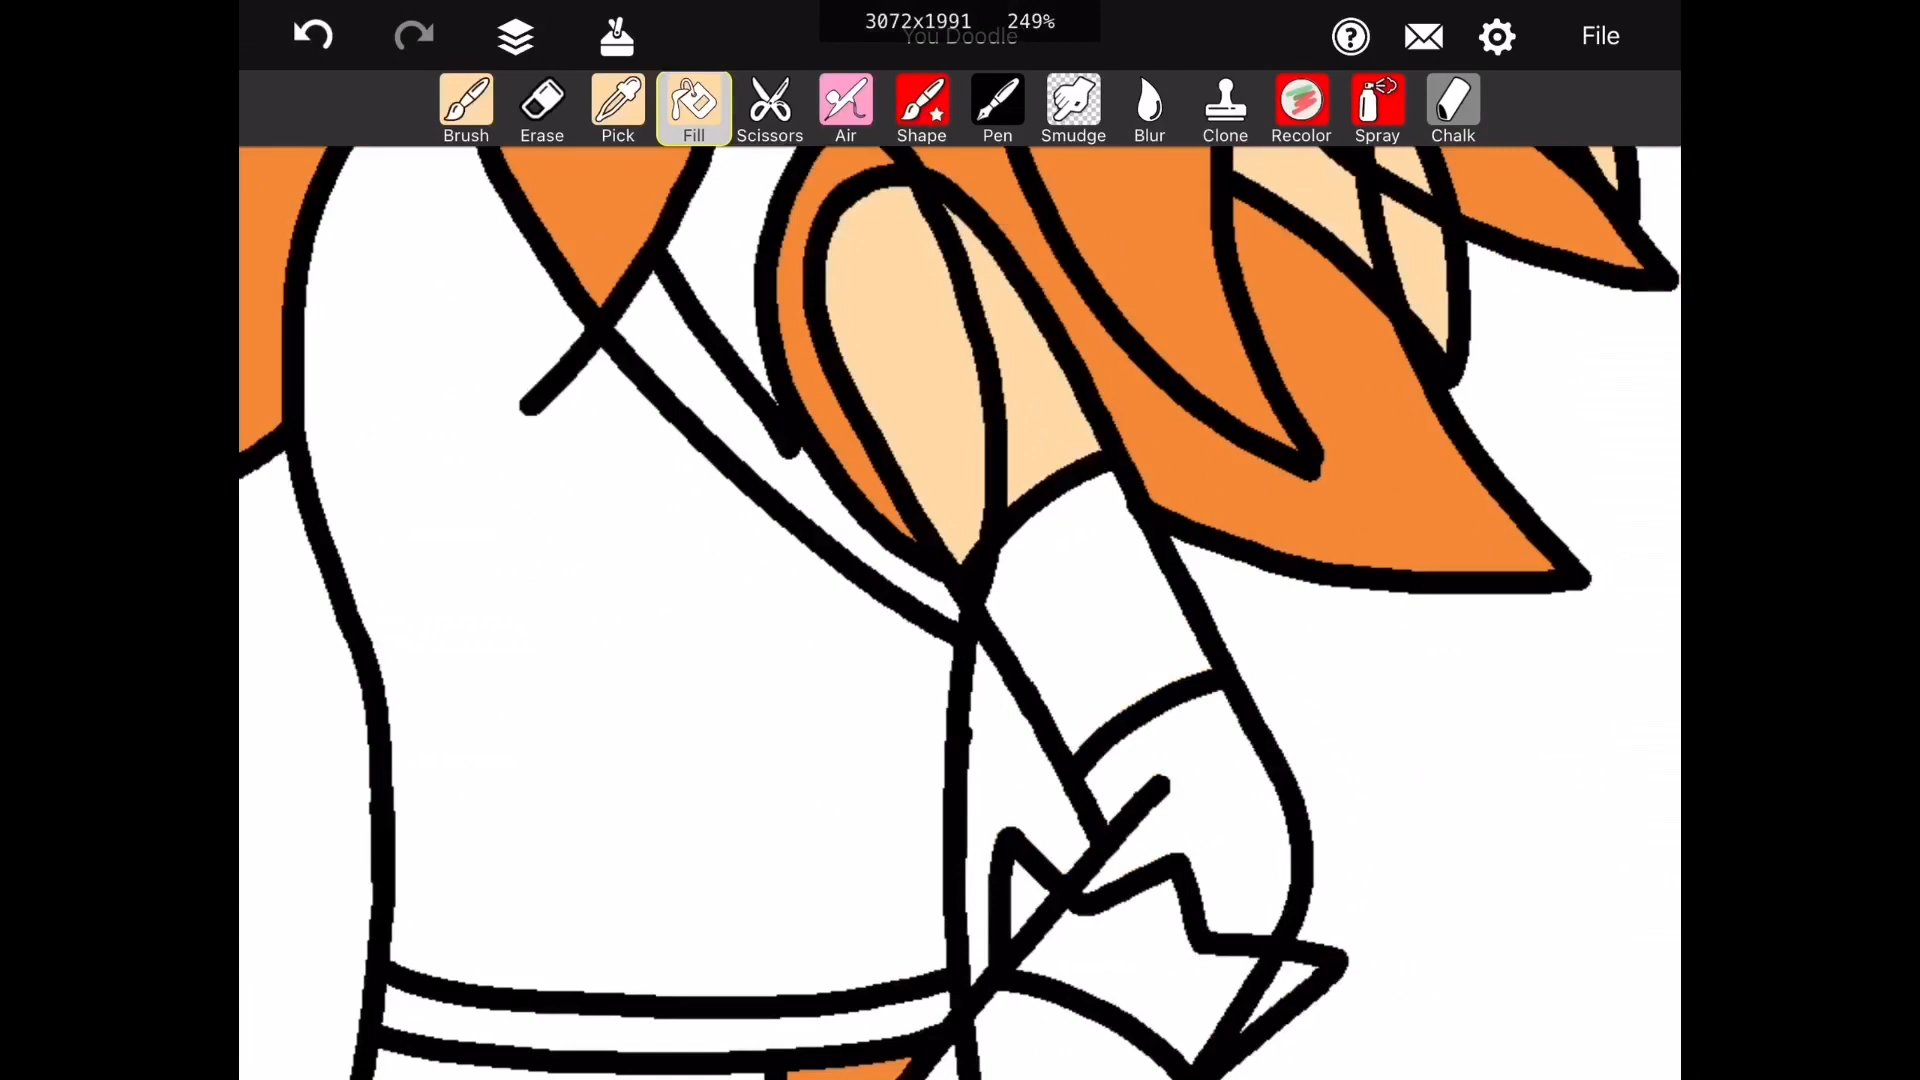 3072x1991 249%
You Doodle
File
Brush Erase Pick Fill Scissors Air Shape Pen Smudge Blur Clone Recolor Spray Chalk